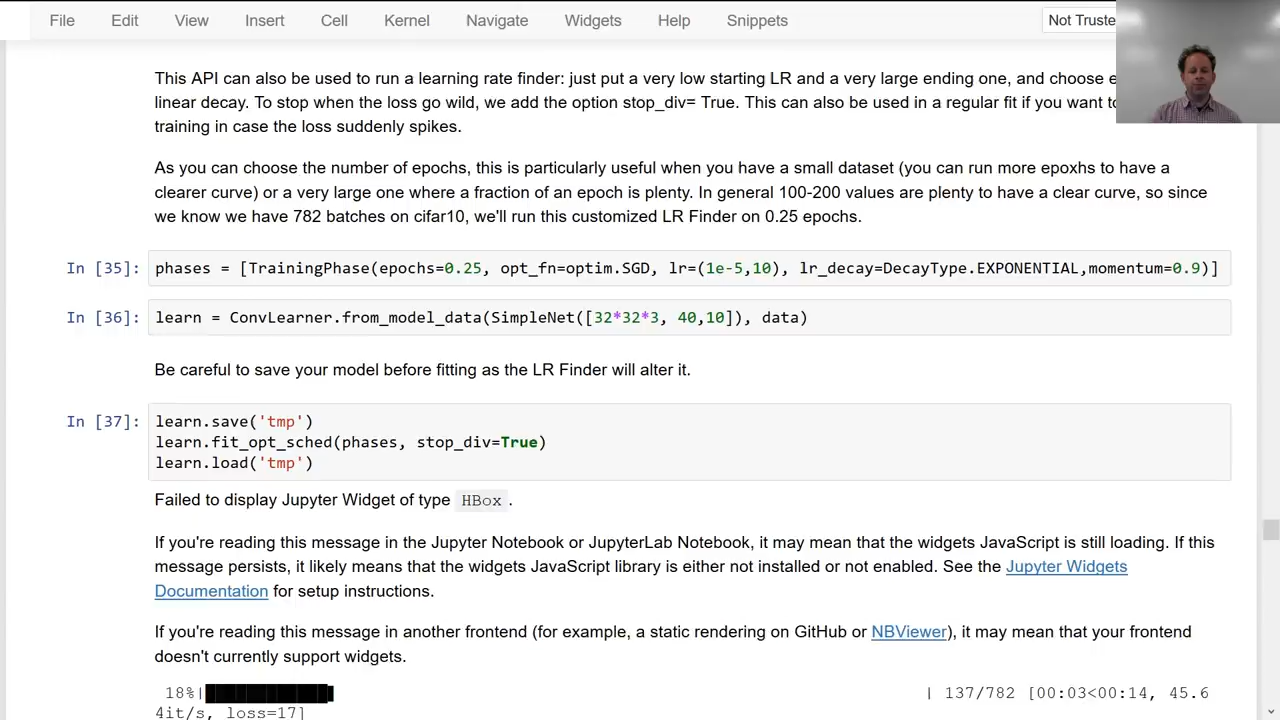 File Edit View Insert Cell Kernel Navigate Widgets Help Snippets Not Truste
This API can also be used to run a learning rate finder: just put a very low starting LR and a very large ending one, and choose
linear decay. To stop when the loss go wild, we add the option stop_div= True. This can also be used in a regular fit if you want
training in case the loss suddenly spikes.
As you can choose the number of epochs, this is particularly useful when you have a small dataset (you can run more epoxhs to have a
clearer curve) or a very large one where a fraction of an epoch is plenty. In general 100-200 values are plenty to have a clear curve, so since
we know we have 782 batches on cifar10, we'll run this customized LR Finder on 0.25 epochs.
In [35]: phases = [TrainingPhase(epochs=0.25, opt_fn=optim.SGD, lr=(1e-5,10), lr_decay=DecayType.EXPONENTIAL,momentum=0.9)]
In [36]: learn = ConvLearner.from_model_data(SimpleNet([32*32*3, 40,10]), data)
Be careful to save your model before fitting as the LR Finder will alter it.
In [37]: learn.save('tmp')
learn.fit_opt_sched(phases, stop_div=True)
learn.load('tmp')
Failed to display Jupyter Widget of type HBox.
If you're reading this message in the Jupyter Notebook or JupyterLab Notebook, it may mean that the widgets JavaScript is still loading. If this
message persists, it likely means that the widgets JavaScript library is either not installed or not enabled. See the Jupyter Widgets
Documentation for setup instructions.
If you're reading this message in another frontend (for example, a static rendering on GitHub or NBViewer), it may mean that your frontend
doesn't currently support widgets.
18%| | 137/782 [00:03<00:14, 45.6
4it/s, loss=17]